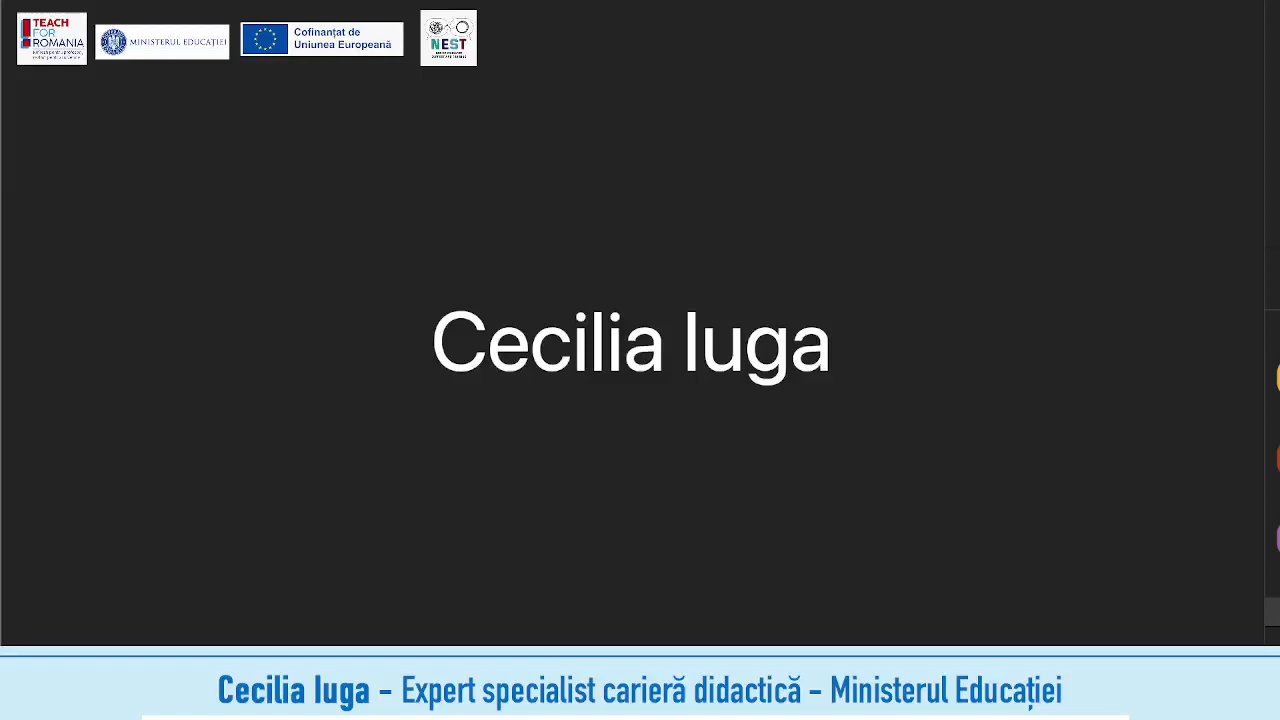 TEACH
FOR
ROMANIA
MINISTERUL EDUCAȚIEI
Cofinanțat de
Uniunea Europeană
NEST
Cecilia Iuga
Cecilia Iuga - Expert specialist carieră didactică - Ministerul Educației